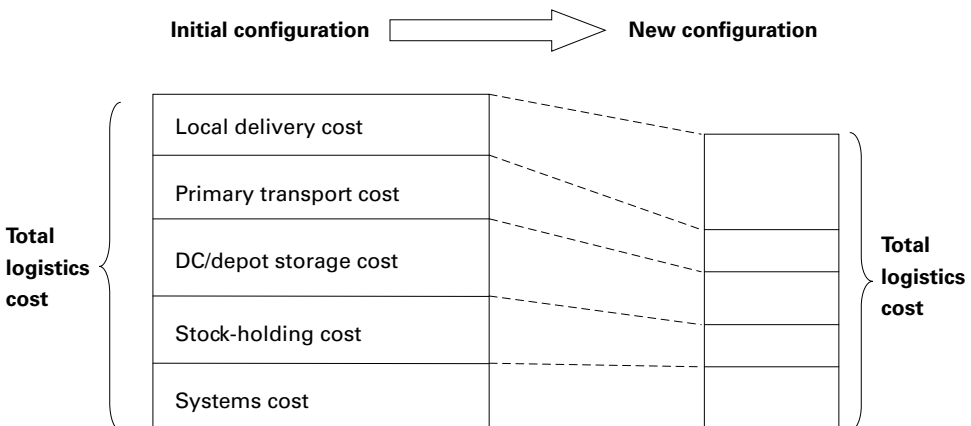 Initial configuration New configuration
Local delivery cost
Primary transport cost
DC/depot storage cost
Stock-holding cost
Systems cost
Total
logistics
cost
Total
logistics
cost